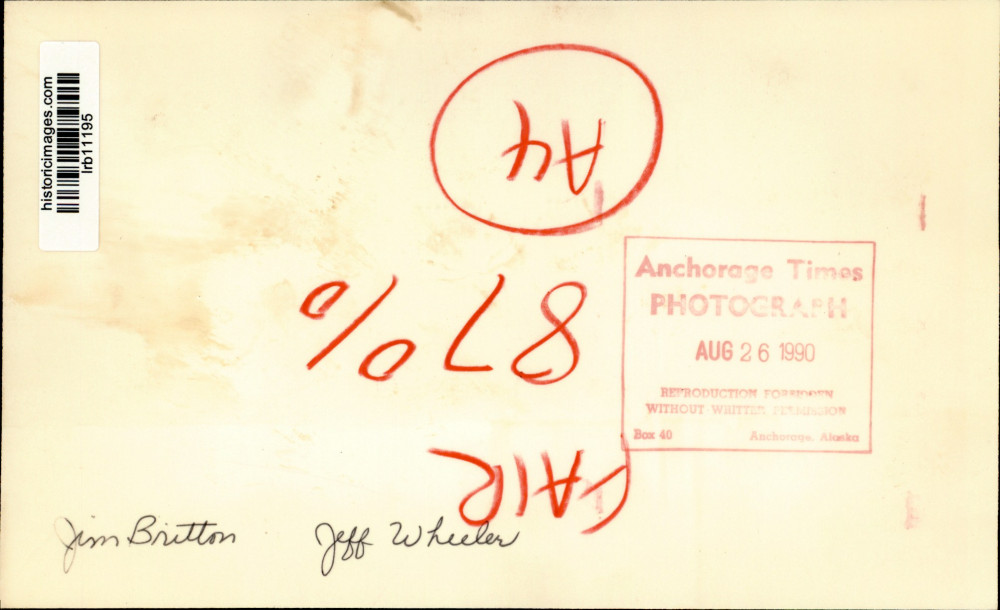 historicimages.com
lrb11195
A4
87%
FAIR
Anchorage Times
PHOTOGRAPH
AUG 26 1990
REPRODUCTION FORBIDDEN
WITHOUT WRITTEN PERMISSION
Box 40 Anchorage, Alaska
Jim Britton Jeff Wheeler